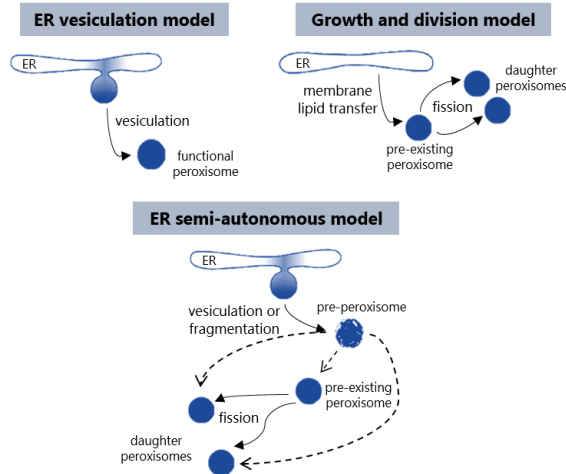 ER vesiculation model
ER
vesiculation
functional
peroxisome
Growth and division model
ER
membrane
lipid transfer
pre-existing
peroxisome
fission
daughter
peroxisomes
ER semi-autonomous model
ER
vesiculation or
fragmentation
pre-peroxisome
pre-existing
peroxisome
fission
daughter
peroxisomes